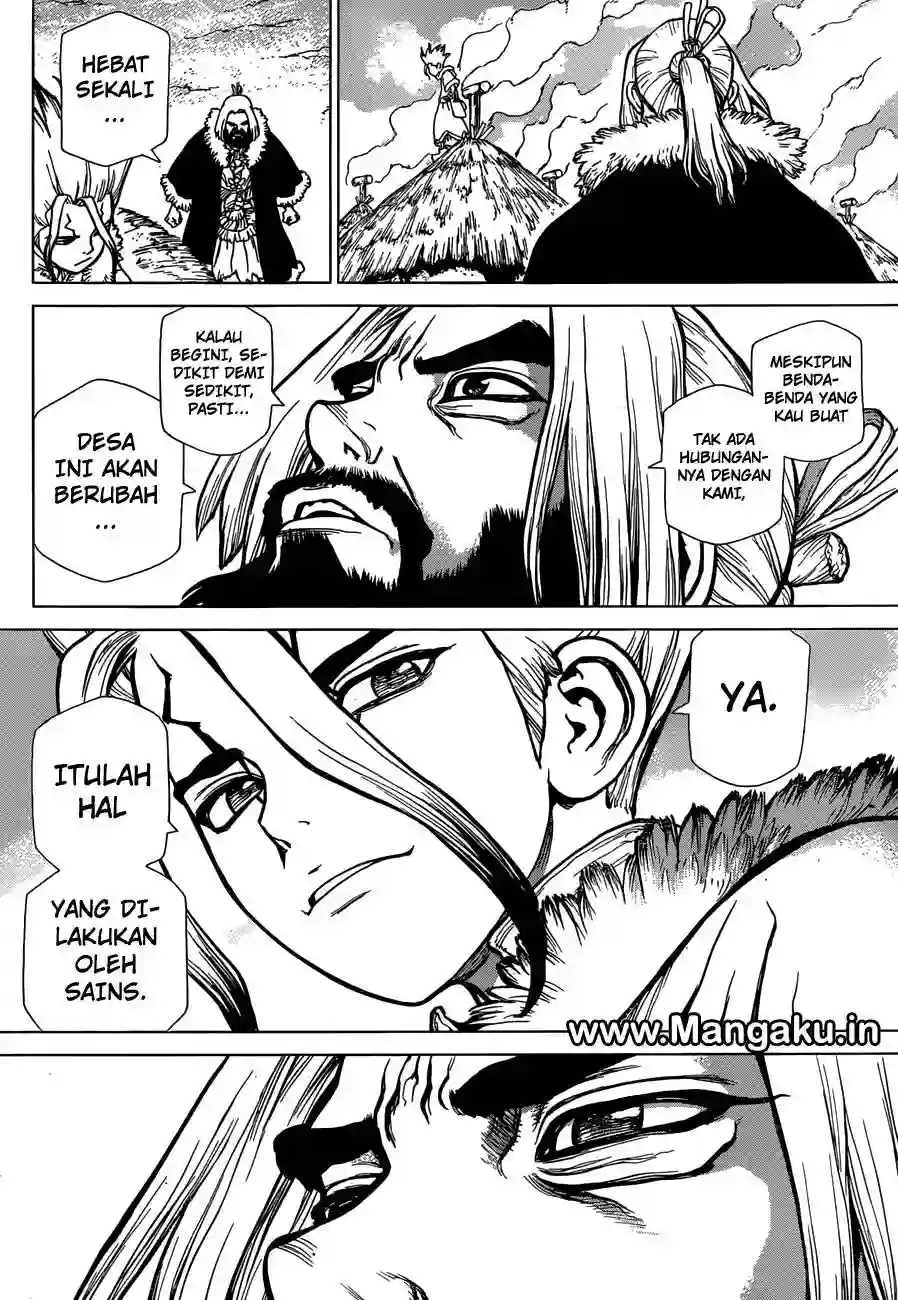 HEBAT
SEKALI
...
MESKIPUN
BENDA-
BENDA YANG
KAU BUAT
TAK ADA
HUBUNGAN-
NYA DENGAN
KAMI,
KALAU
BEGINI, SE-
DIKIT DEMI
SEDIKIT,
PASTI...
DESA
INI AKAN
BERUBAH
...
YA.
ITULAH
HAL
YANG DI-
LAKUKAN
OLEH
SAINS.
www.Mangaku.in